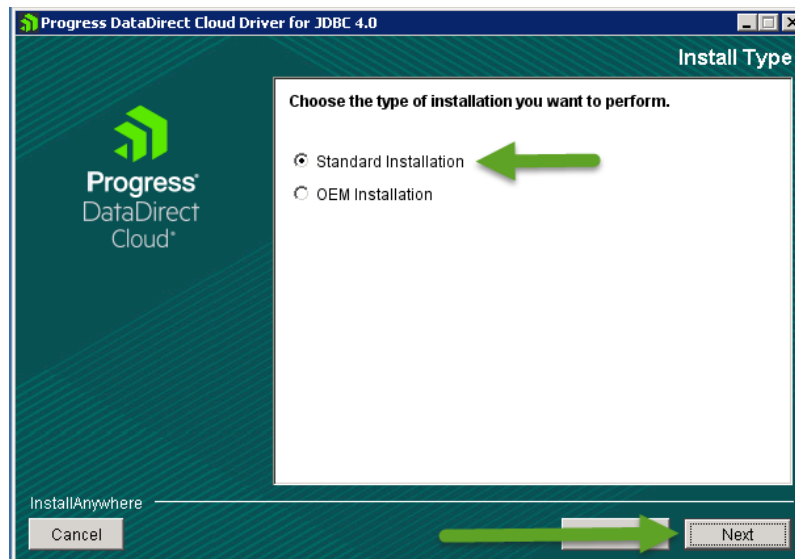 Progress DataDirect Cloud Driver for JDBC 4.0
Install Type
Progress®
DataDirect
Cloud®
Choose the type of installation you want to perform.
Standard Installation
OEM Installation
InstallAnywhere
Cancel
Next